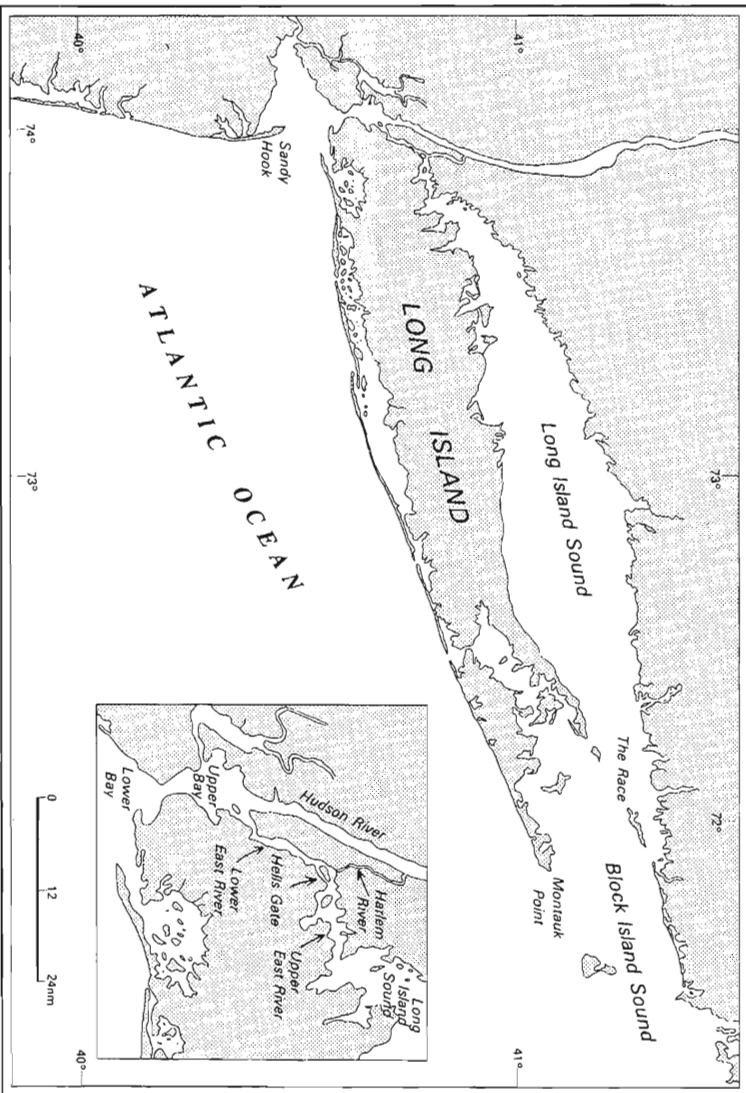 40°
41°
74°
Sandy
Hook
LONG
ISLAND
Long Island Sound
73°
ATLANTIC OCEAN
The Race
72°
Block Island Sound
Montauk
Point
Hudson River
Harlem
River
Long
Island
Sound
Upper
Bay
Lower
Bay
Lower
East River
Hells Gate
Upper
East River
0
12
24nm
40°
41°